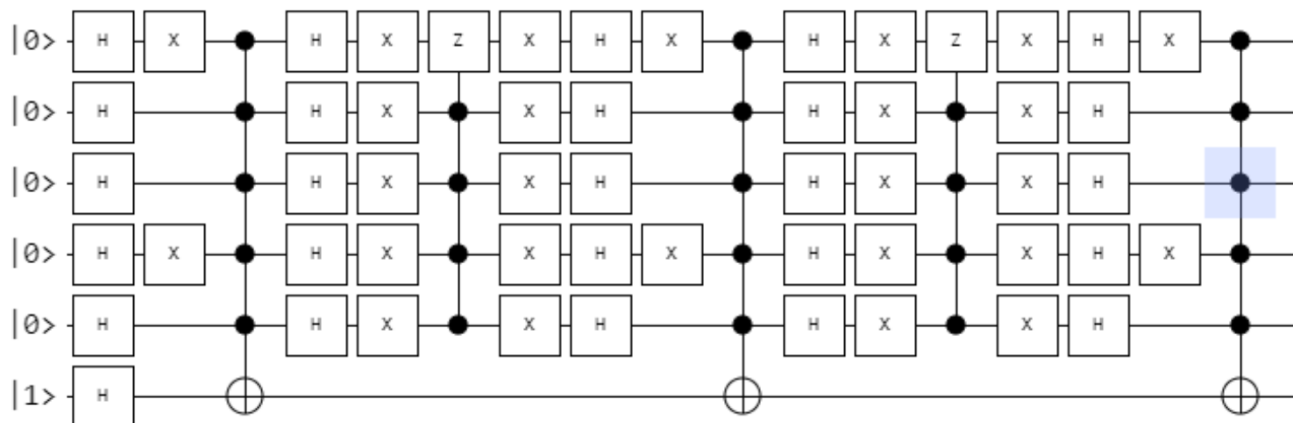 |0> H X H X Z X H X H X Z X H X
|0> H H X X H H X X H
|0> H H X X H H X X H
|0> H X H X X H X H X X H X
|0> H H X X H H X X H
|1> H